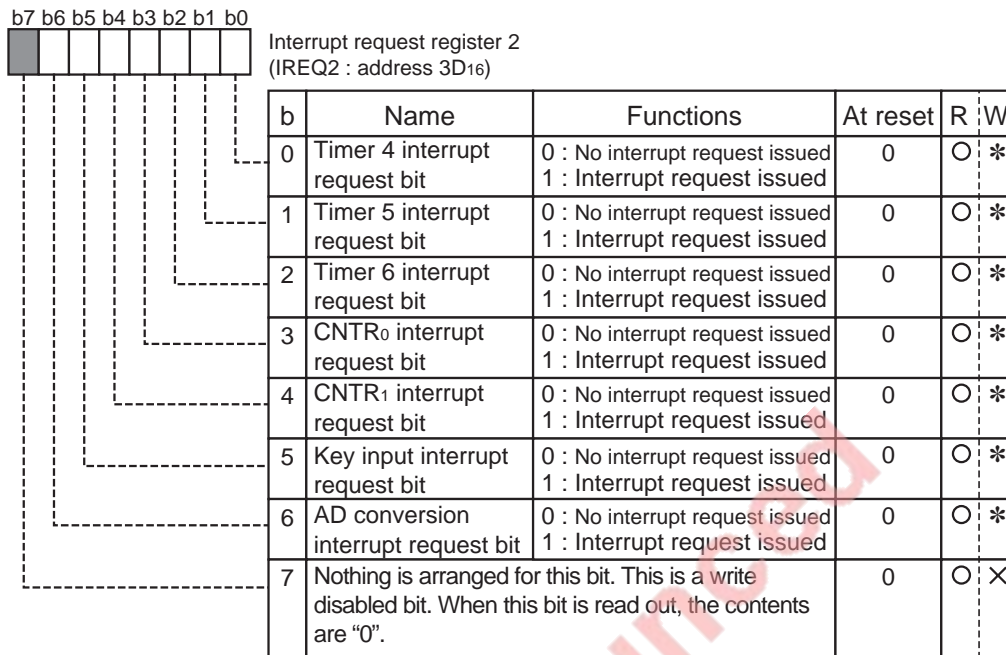 b7 b6 b5 b4 b3 b2 b1 b0
Interrupt request register 2
(IREQ2 : address 3D16)
b Name Functions At reset R W
0 Timer 4 interrupt request bit 0 : No interrupt request issued 0 ○ ✻
1 : Interrupt request issued
1 Timer 5 interrupt request bit 0 : No interrupt request issued 0 ○ ✻
1 : Interrupt request issued
2 Timer 6 interrupt request bit 0 : No interrupt request issued 0 ○ ✻
1 : Interrupt request issued
3 CNTR0 interrupt request bit 0 : No interrupt request issued 0 ○ ✻
1 : Interrupt request issued
4 CNTR1 interrupt request bit 0 : No interrupt request issued 0 ○ ✻
1 : Interrupt request issued
5 Key input interrupt request bit 0 : No interrupt request issued 0 ○ ✻
1 : Interrupt request issued
6 AD conversion interrupt request bit 0 : No interrupt request issued 0 ○ ✻
1 : Interrupt request issued
7 Nothing is arranged for this bit. This is a write 0 ○ ×
disabled bit. When this bit is read out, the contents
are “0”.